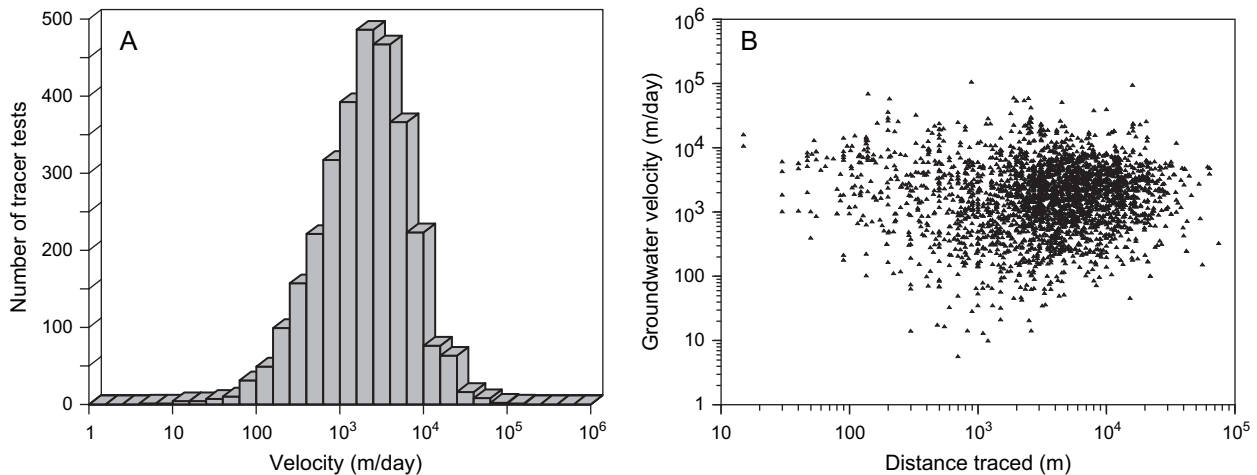 A
500
400
300
200
100
0
Number of tracer tests
1 10 100 10³ 10⁴ 10⁵ 10⁶
Velocity (m/day)
B
10⁶
10⁵
10⁴
10³
100
10
1
Groundwater velocity (m/day)
10 100 10³ 10⁴ 10⁵
Distance traced (m)